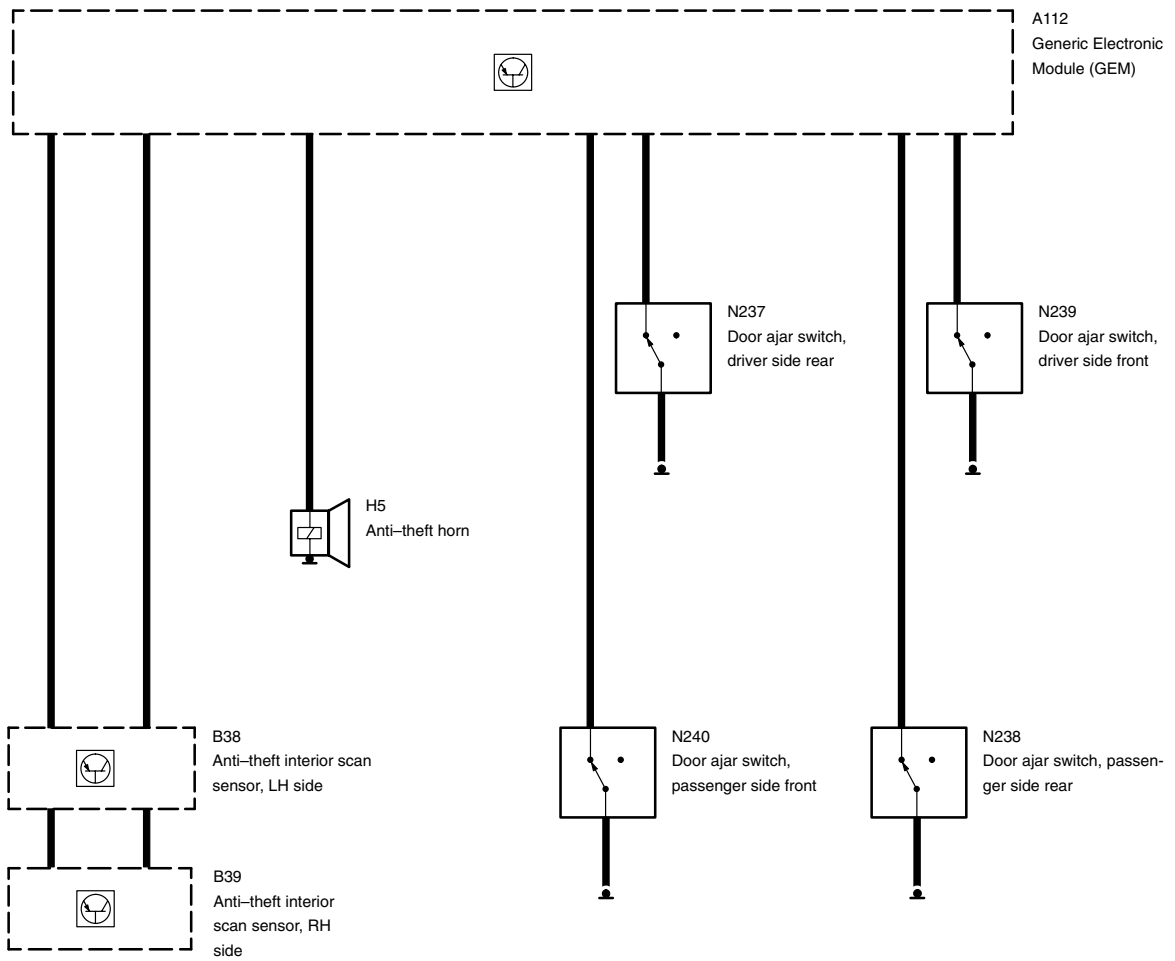 A112
Generic Electronic
Module (GEM)
N237
Door ajar switch,
driver side rear
N239
Door ajar switch,
driver side front
H5
Anti–theft horn
B38
Anti–theft interior scan
sensor, LH side
N240
Door ajar switch,
passenger side front
N238
Door ajar switch, passen-
ger side rear
B39
Anti–theft interior
scan sensor, RH
side